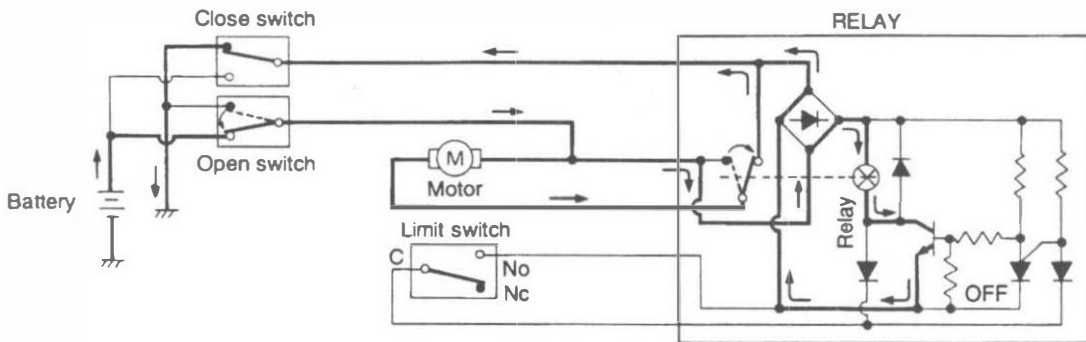 Close switch
RELAY
Open switch
M
Motor
Battery
Relay
Limit switch
C
No
Nc
OFF